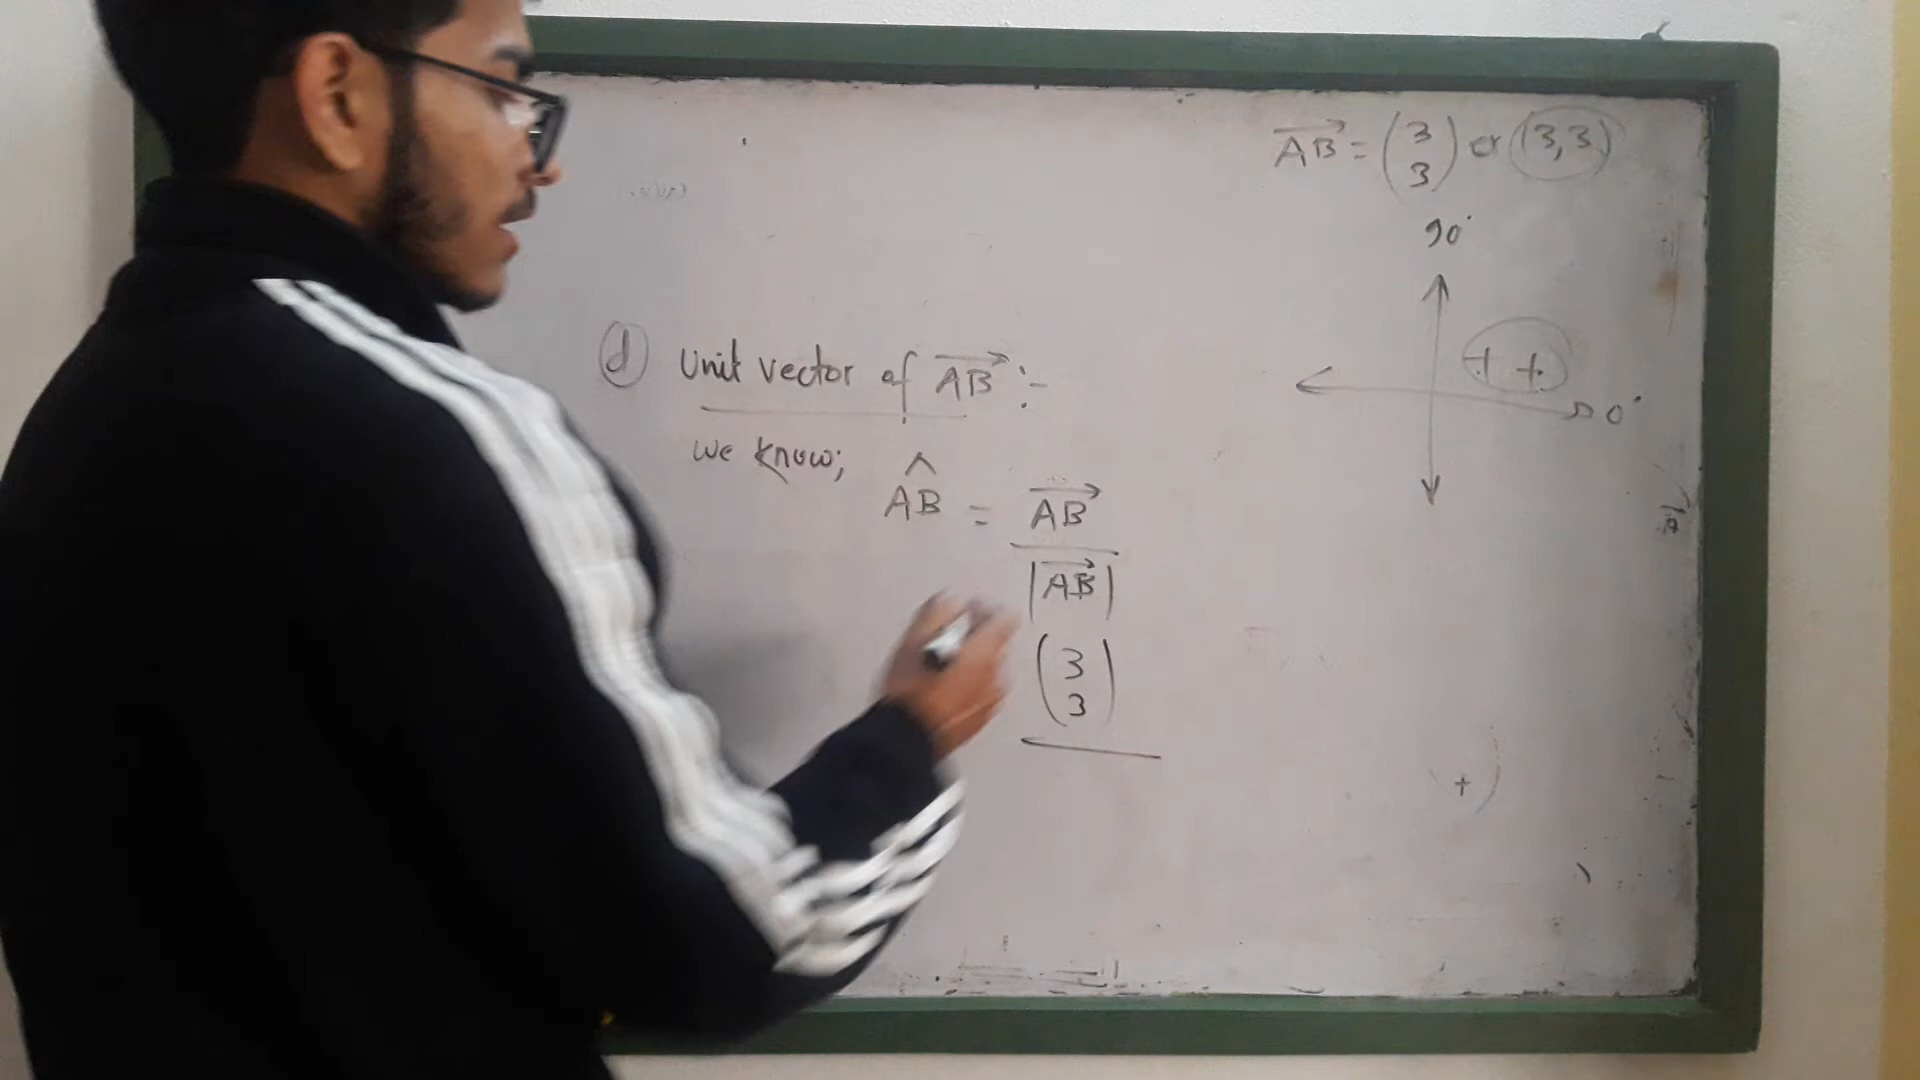 AB = (3 3) or (3,3)
90°
+ +
0°
d Unit vector of AB :-
we know;
^
AB = AB
|AB|
(3
3)
+